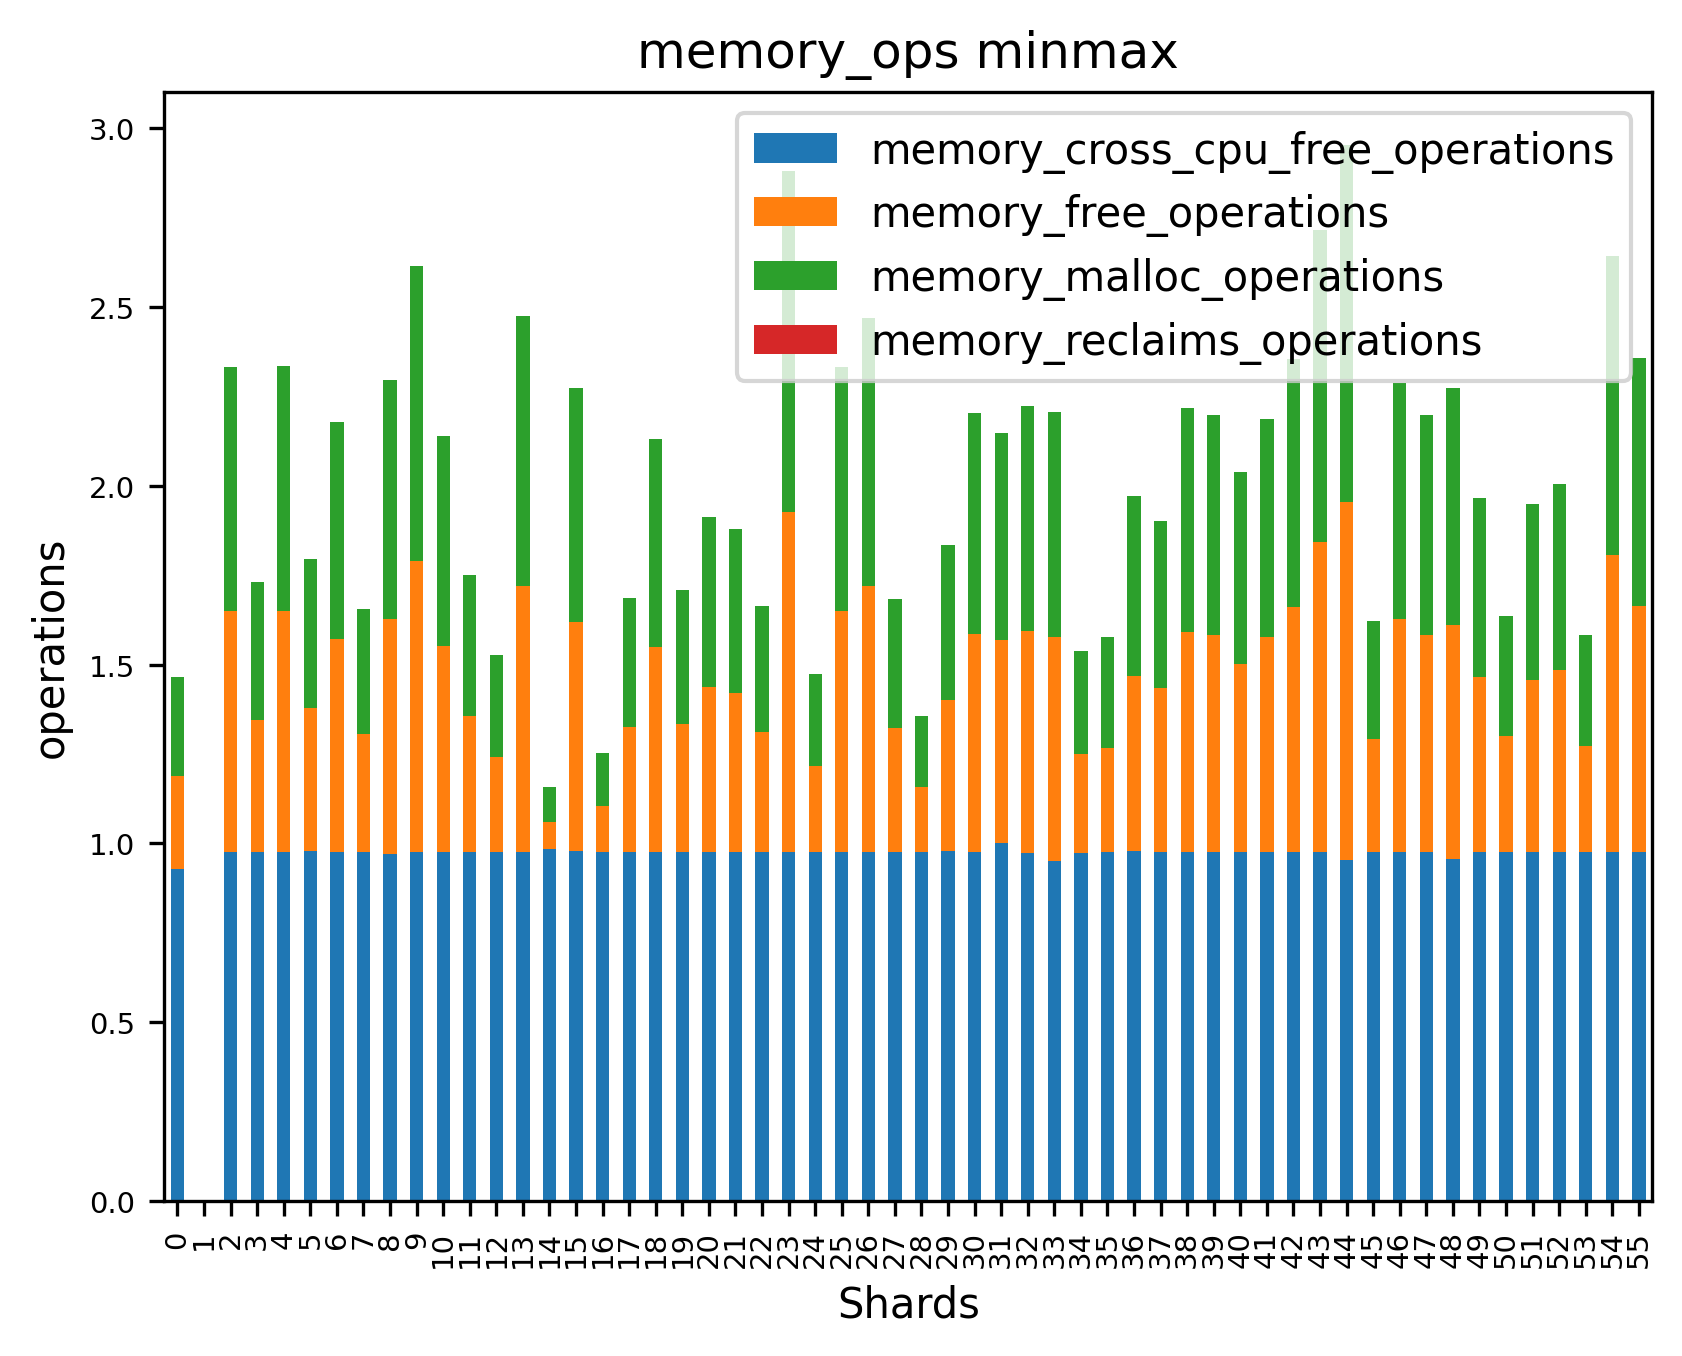 memory_ops minmax
memory_cross_cpu_free_operations
memory_free_operations
memory_malloc_operations
memory_reclaims_operations
operations
3.0
2.5
2.0
1.5
1.0
0.5
0.0
0 1 2 3 4 5 6 7 8 9 10 11 12 13 14 15 16 17 18 19 20 21 22 23 24 25 26 27 28 29 30 31 32 33 34 35 36 37 38 39 40 41 42 43 44 45 46 47 48 49 50 51 52 53 54 55
Shards